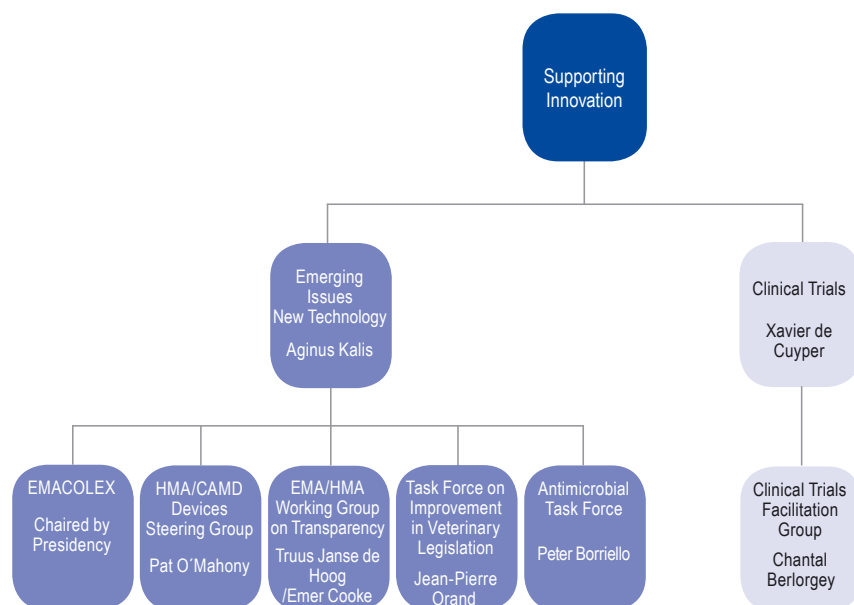 Supporting
Innovation
Emerging
Issues
New Technology
Aginus Kalis
Clinical Trials
Xavier de
Cuyper
EMACOLEX
Chaired by
Presidency
HMA/CAMD
Devices
Steering Group
Pat O´Mahony
EMA/HMA
Working Group
on Transparency
Truus Janse de
Hoog
/Emer Cooke
Task Force on
Improvement
in Veterinary
Legislation
Jean-Pierre
Orand
Antimicrobial
Task Force
Peter Borriello
Clinical Trials
Facilitation
Group
Chantal
Berlorgey